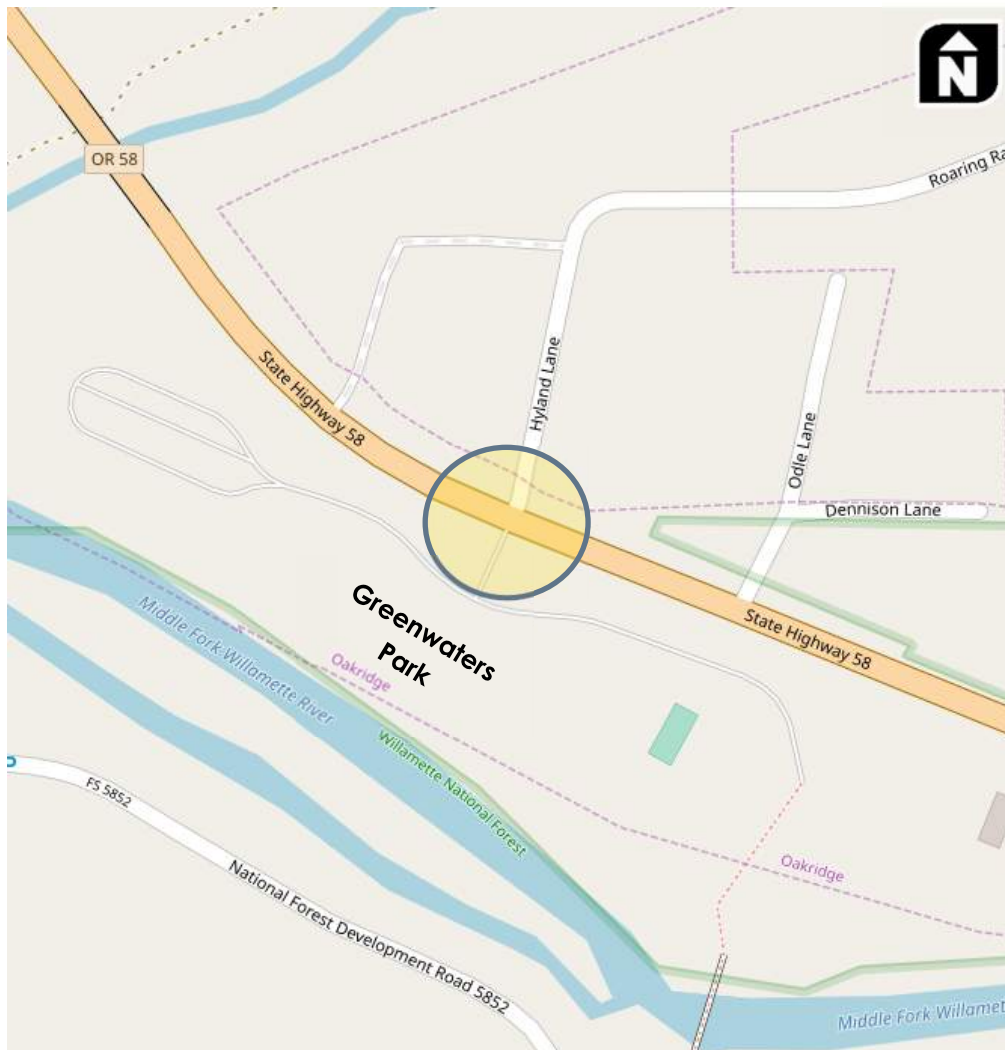 N
OR 58
Roaring Ra
State Highway 58
Hyland Lane
Odle Lane
Dennison Lane
Greenwaters
Park
State Highway 58
Middle Fork Willamette River
Oakridge
Willamette National Forest
FS 5852
National Forest Development Road 5852
Oakridge
Middle Fork Willamet